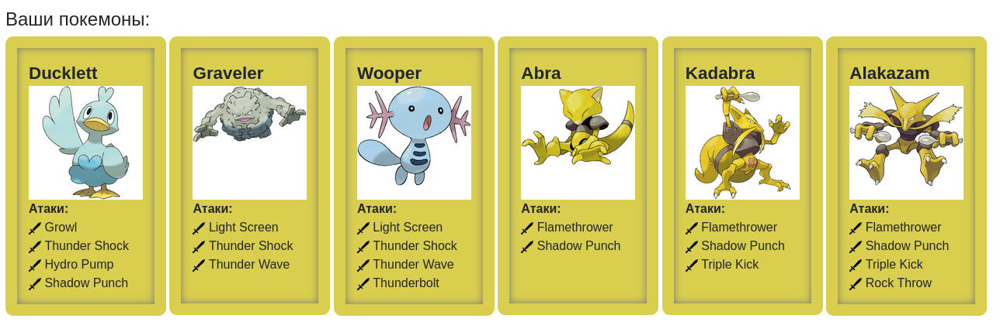 Ваши покемоны:
Ducklett
Атаки:
Growl
Thunder Shock
Hydro Pump
Shadow Punch
Graveler
Атаки:
Light Screen
Thunder Shock
Thunder Wave
Wooper
Атаки:
Light Screen
Thunder Shock
Thunder Wave
Thunderbolt
Abra
Атаки:
Flamethrower
Shadow Punch
Kadabra
Атаки:
Flamethrower
Shadow Punch
Triple Kick
Alakazam
Атаки:
Flamethrower
Shadow Punch
Triple Kick
Rock Throw